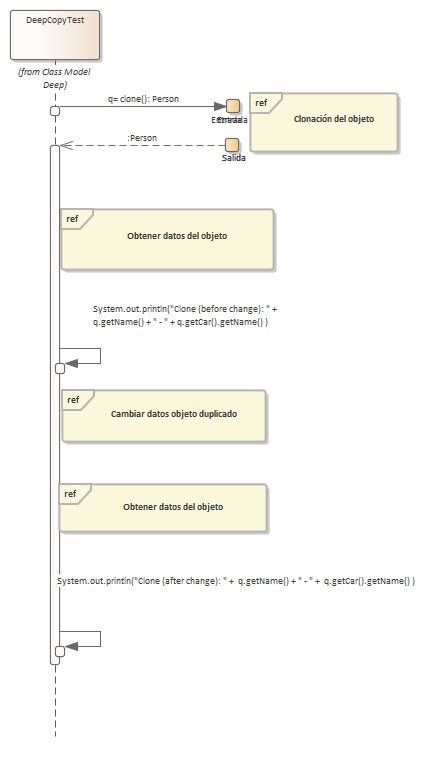 DeepCopyTest
(from Class Model
Deep)
q= clone(): Person
Entrada
ref
Clonación del objeto
:Person
Salida
ref
Obtener datos del objeto
System.out.println("Clone (before change): " +
q.getName() + " - " + q.getCar().getName() )
ref
Cambiar datos objeto duplicado
ref
Obtener datos del objeto
System.out.println("Clone (after change): " + q.getName() + " - " + q.getCar().getName() )